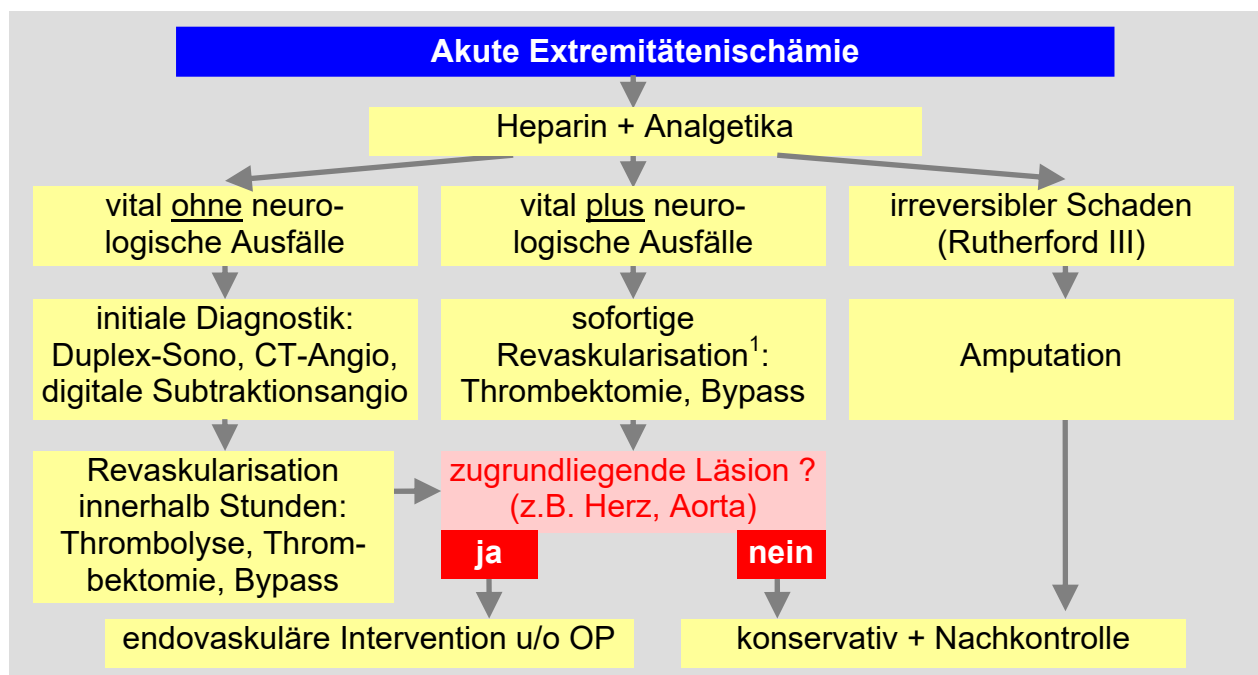 Akute Extremitätenischämie
Heparin + Analgetika
vital ohne neuro-
logische Ausfälle
vital plus neuro-
logische Ausfälle
irreversibler Schaden
(Rutherford III)
initiale Diagnostik:
Duplex-Sono, CT-Angio,
digitale Subtraktionsangio
sofortige
Revaskularisation¹:
Thrombektomie, Bypass
Amputation
Revaskularisation
innerhalb Stunden:
Thrombolyse, Throm-
bektomie, Bypass
zugrundliegende Läsion ?
(z.B. Herz, Aorta)
ja
nein
endovaskuläre Intervention u/o OP
konservativ + Nachkontrolle